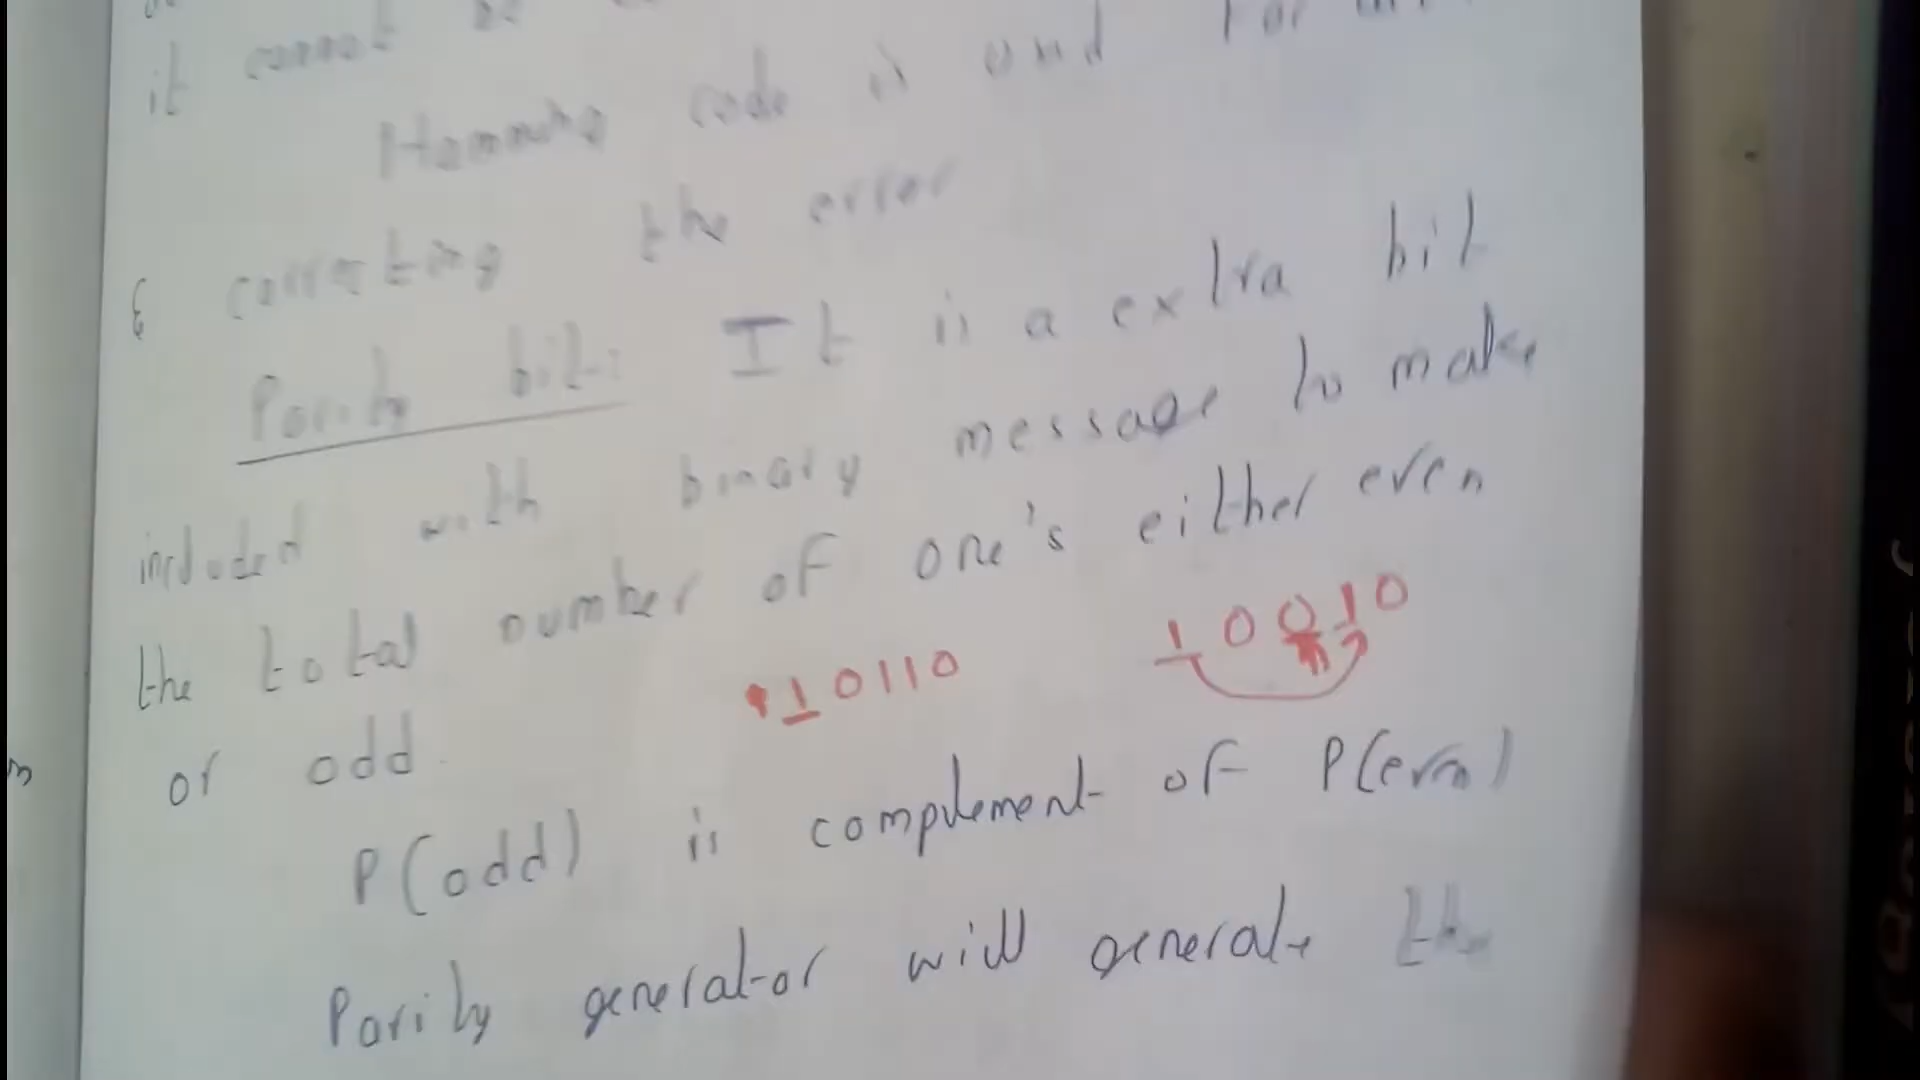 it cannot be
Hamming code is used for
& correcting the error
Parity bit: It is a extra bit
included with binary message to make
the total number of one's either even
or odd. 10110 10010
P(odd) is complement of P(even)
Parity generator will generate the